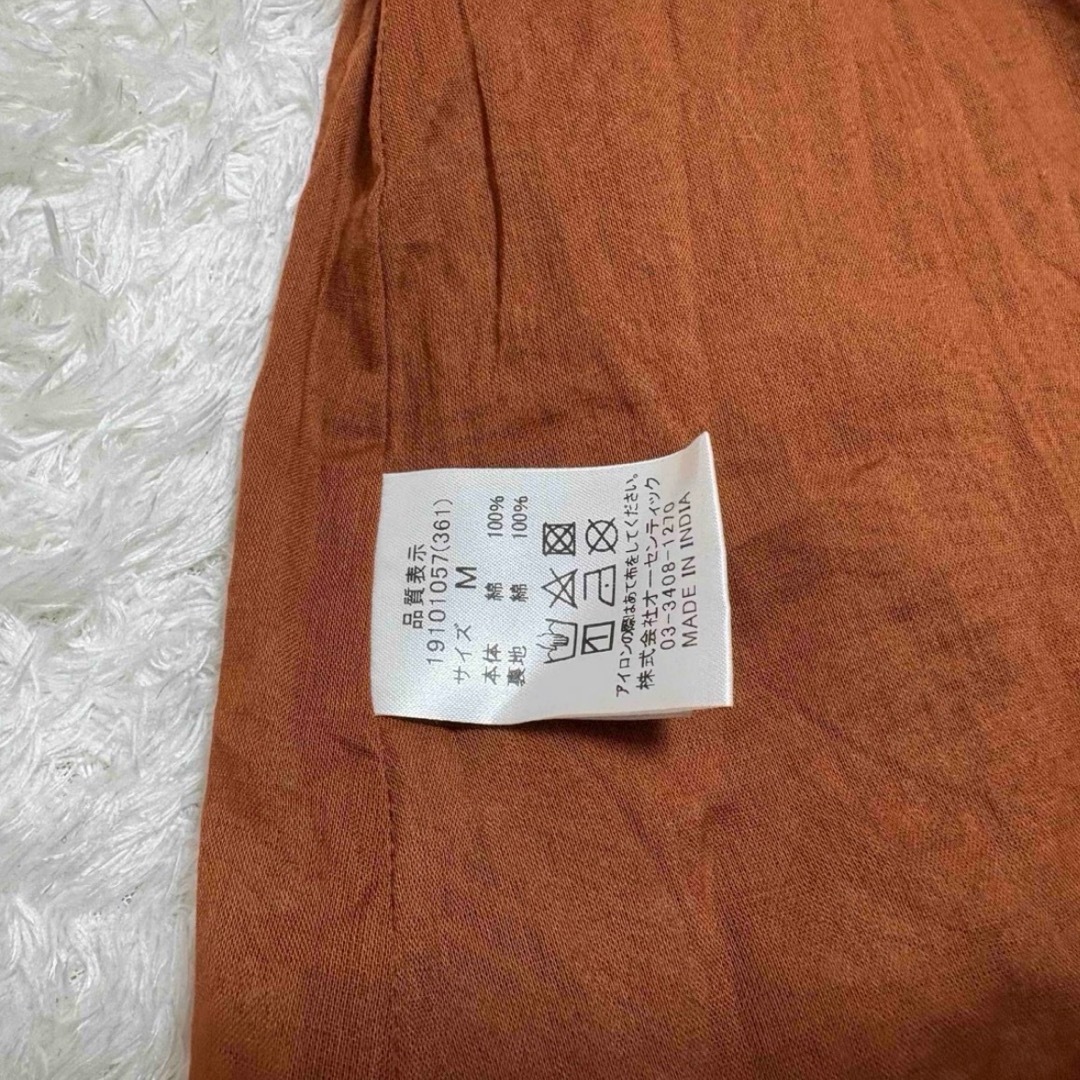 品質表示
19101057(361)
サイズ M
本体 綿 100%
裏地 綿 100%
アイロンの際はあて布をしてください。
株式会社オーセンティック
03-3408-1270
MADE IN INDIA